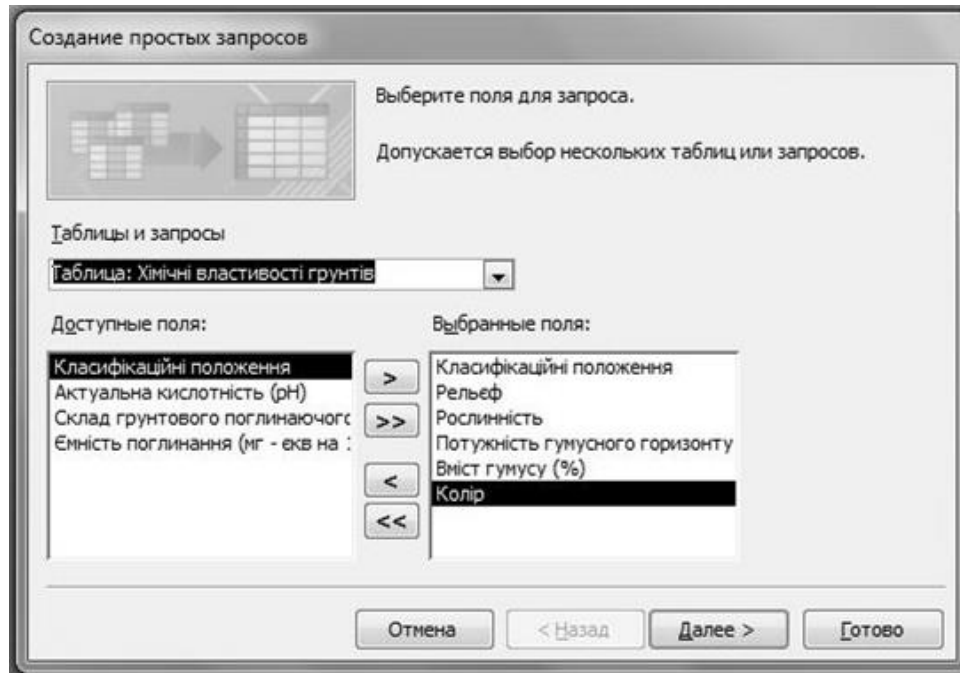 Создание простых запросов
Выберите поля для запроса.
Допускается выбор нескольких таблиц или запросов.
Таблицы и запросы
Таблица: Хімічні властивості грунтів
Доступные поля:
Класифікаційні положення
Актуальна кислотність (pH)
Склад грунтового поглинаючого
Ємність поглинання (мг - екв на 1
>
>>
<
<<
Выбранные поля:
Класифікаційні положення
Рельєф
Рослинність
Потужність гумусного горизонту
Вміст гумусу (%)
Колір
Отмена
< Назад
Далее >
Готово